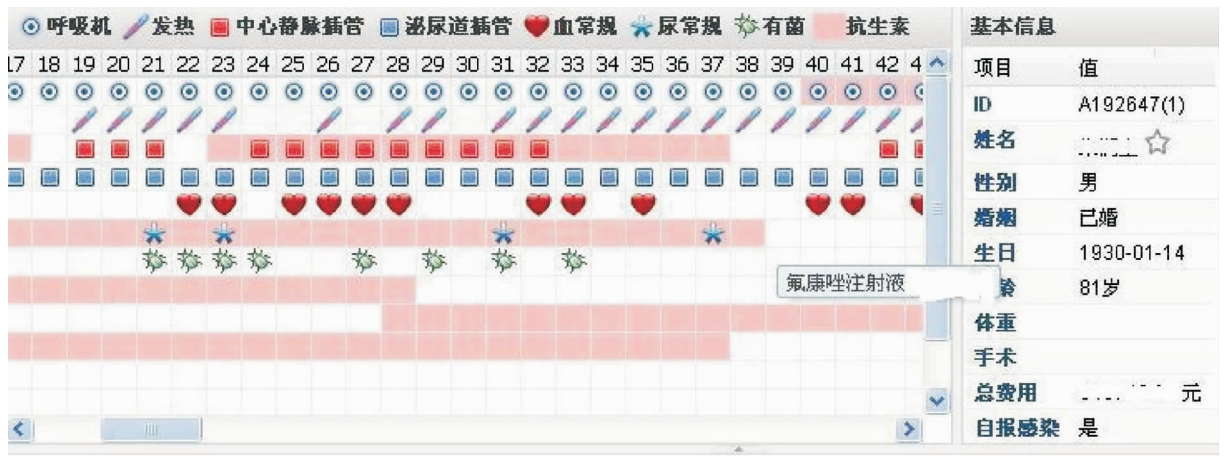 呼吸机 发热 中心静脉插管 泌尿道插管 血常规 尿常规 有菌 抗生素
17 18 19 20 21 22 23 24 25 26 27 28 29 30 31 32 33 34 35 36 37 38 39 40 41 42 4
氟康唑注射液
基本信息
项目 值
ID A192647(1)
姓名
性别 男
婚姻 已婚
生日 1930-01-14
龄 81岁
体重
手术
总费用 元
自报感染 是